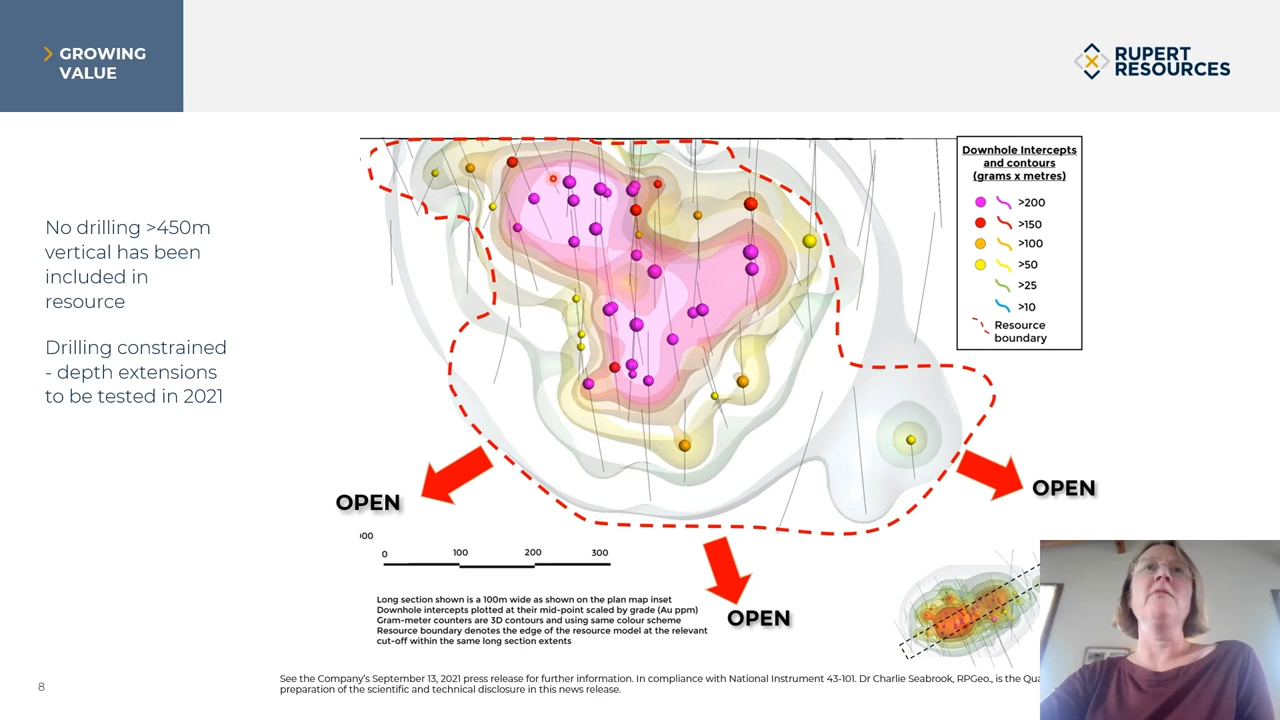 GROWING
VALUE
RUPERT
RESOURCES
No drilling >450m
vertical has been
included in
resource
Drilling constrained
- depth extensions
to be tested in 2021
Downhole Intercepts
and contours
(grams x metres)
>200
>150
>100
>50
>25
>10
Resource
boundary
OPEN
OPEN
OPEN
00
0 100 200 300
Long section shown is a 100m wide as shown on the plan map inset
Downhole intercepts plotted at their mid-point scaled by grade (Au ppm)
Gram-meter counters are 3D contours and using same colour scheme
Resource boundary denotes the edge of the resource model at the relevant
cut-off within the same long section extents
See the Company's September 13, 2021 press release for further information. In compliance with National Instrument 43-101. Dr Charlie Seabrook, RPGeo., is the Qua
preparation of the scientific and technical disclosure in this news release.
8